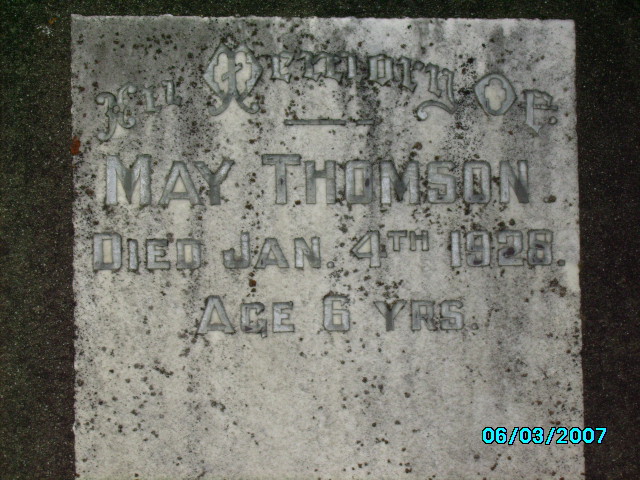 In Memory Of.
MAY THOMSON
DIED JAN. 4TH 1928.
AGE 6 YRS.
06/03/2007